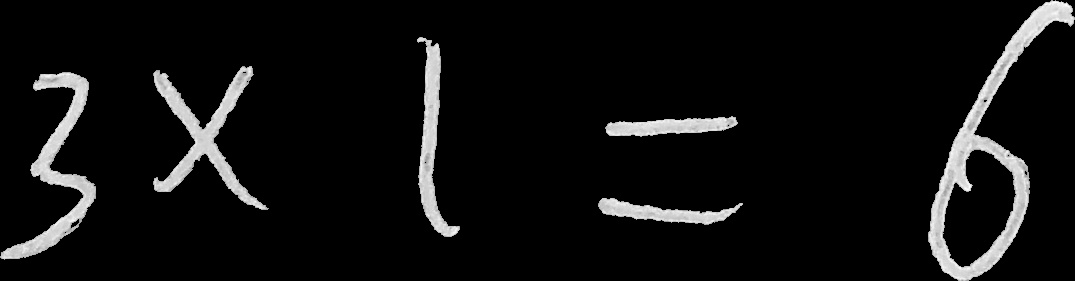 3 × 1 = 6